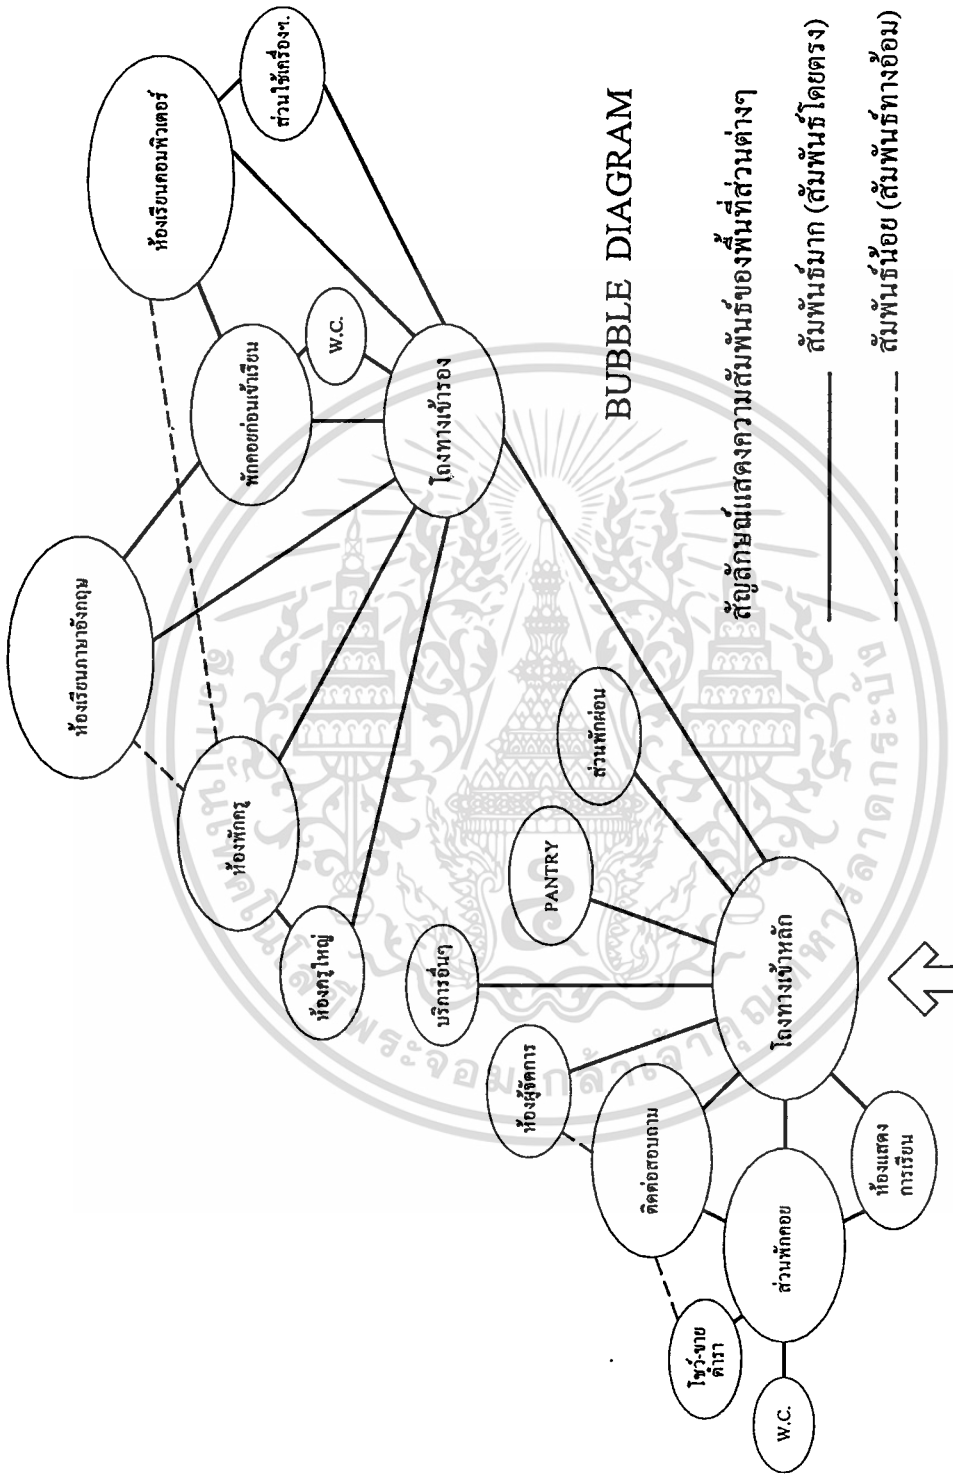 ห้องเรียนภาษาอังกฤษ
ห้องเรียนคอมพิวเตอร์
ส่วนใช้เครื่องฯ.
พักคอยก่อนเข้าเรียน
W.C.
ห้องพักครู
ห้องครูใหญ่
โถงทางเข้ารอง
บริการอื่นๆ
PANTRY
ส่วนพักผ่อน
ห้องผู้จัดการ
ติดต่อสอบถาม
โถงทางเข้าหลัก
โชว์-ขาย
ตำรา
ส่วนพักคอย
W.C.
ห้องแสดง
การเรียน
BUBBLE DIAGRAM
สัญลักษณ์แสดงความสัมพันธ์ของพื้นที่ส่วนต่างๆ
สัมพันธ์มาก (สัมพันธ์โดยตรง)
สัมพันธ์น้อย (สัมพันธ์ทางอ้อม)